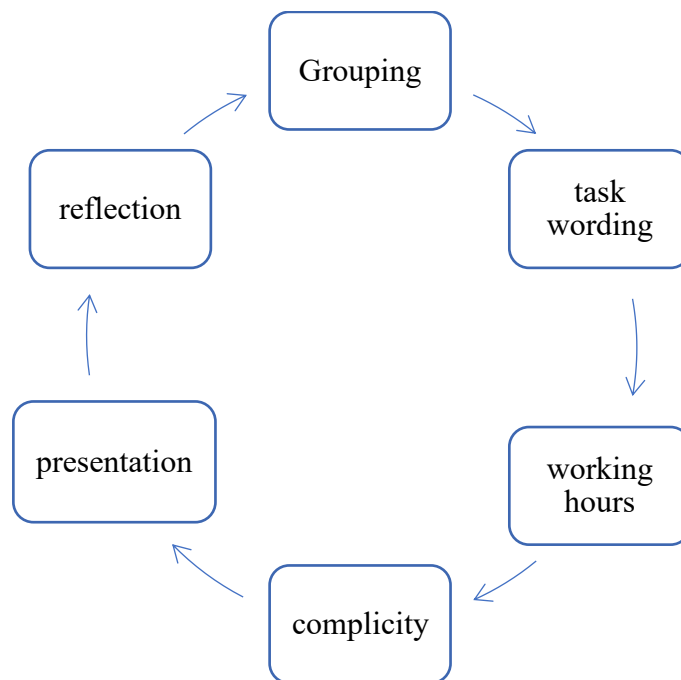 Grouping
task
wording
working
hours
complicity
presentation
reflection